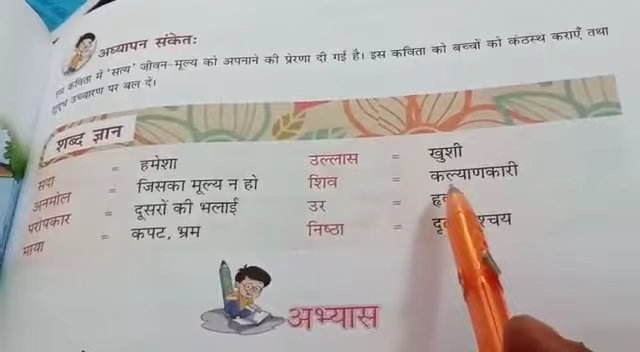 अध्यापन संकेतः
इस कविता में 'सत्य' जीवन-मूल्य को अपनाने की प्रेरणा दी गई है। इस कविता को बच्चों को कंठस्थ कराएँ तथा
शुद्ध उच्चारण पर बल दें।
शब्द ज्ञान
सदा = हमेशा
अनमोल = जिसका मूल्य न हो
परोपकार = दूसरों की भलाई
माया = कपट, भ्रम
उल्लास = खुशी
शिव = कल्याणकारी
उर =
निष्ठा =
अभ्यास